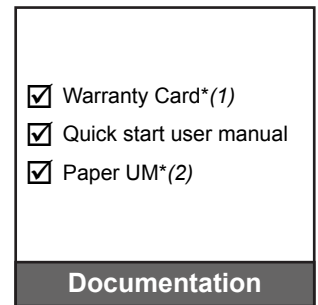 ☑ Warranty Card*(1)
☑ Quick start user manual
☑ Paper UM*(2)
Documentation